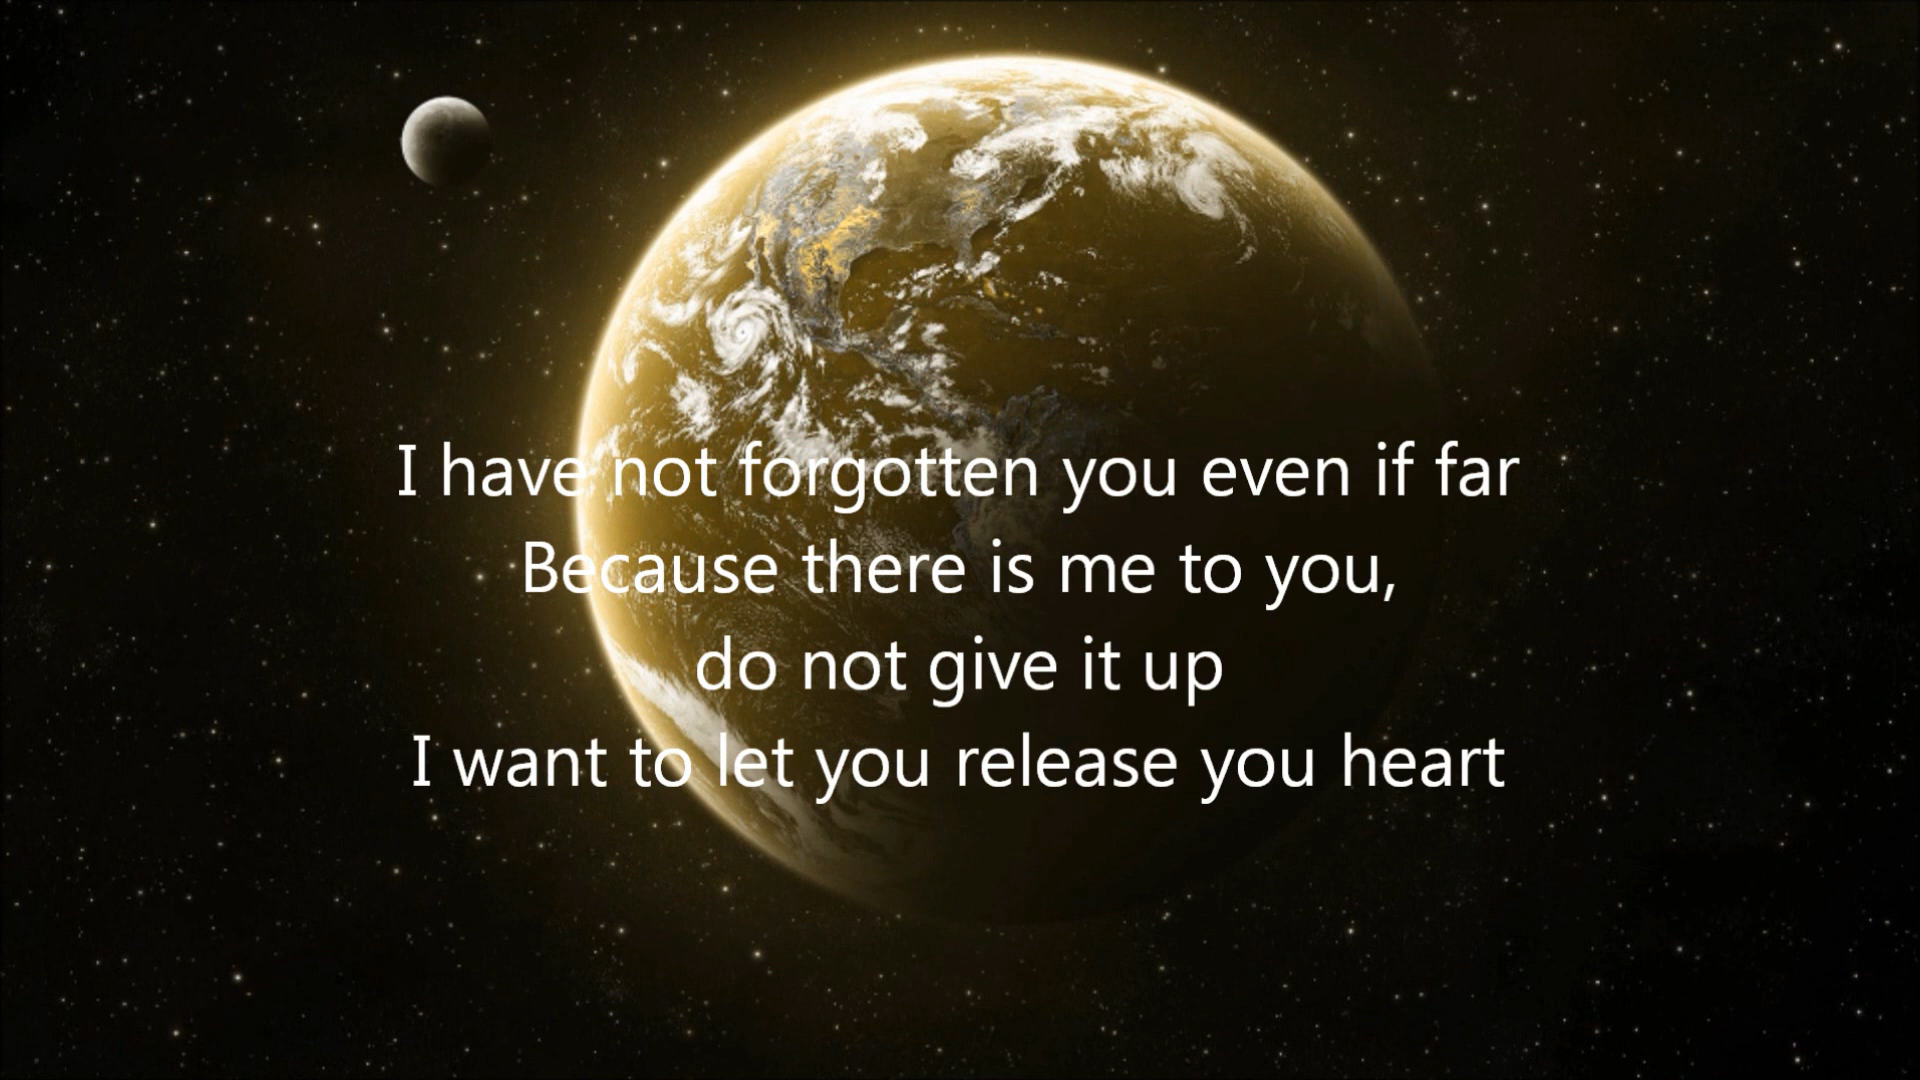 I have not forgotten you even if far
Because there is me to you,
do not give it up
I want to let you release you heart